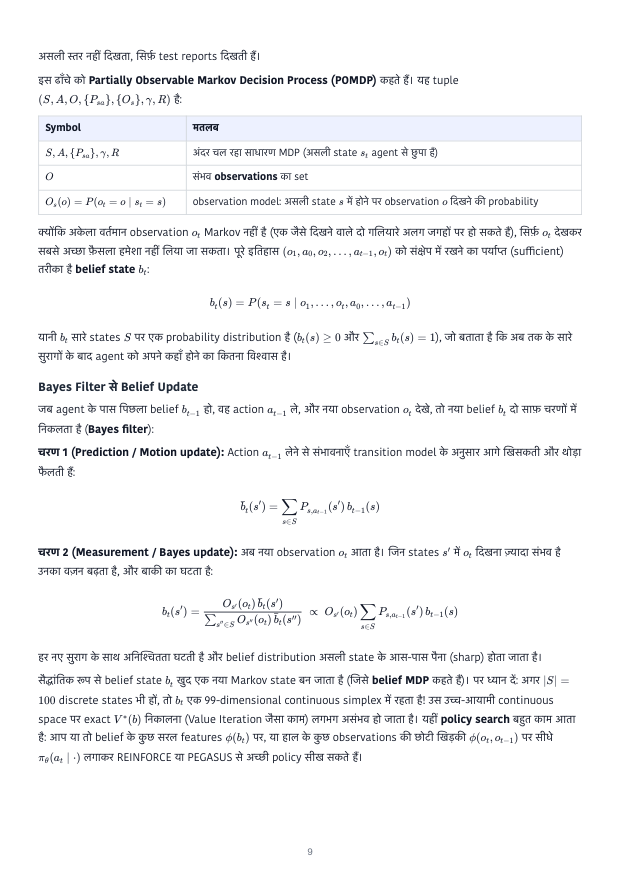 असली स्तर नहीं दिखता, सिर्फ़ test reports दिखती हैं।
इस ढाँचे को Partially Observable Markov Decision Process (POMDP) कहते हैं। यह tuple
(S, A, O, {P_{sa}}, {O_s}, γ, R) है:
Symbol मतलब
S, A, {P_{sa}}, γ, R अंदर चल रहा साधारण MDP (असली state s_t agent से छुपा है)
O संभव observations का set
O_s(o) = P(o_t = o | s_t = s) observation model: असली state s में होने पर observation o दिखने की probability
क्योंकि अकेला वर्तमान observation o_t Markov नहीं है (एक जैसे दिखने वाले दो गलियारे अलग जगहों पर हो सकते हैं), सिर्फ़ o_t देखकर
सबसे अच्छा फ़ैसला हमेशा नहीं लिया जा सकता। पूरे इतिहास (o_1, a_0, o_2, . . . , a_{t−1}, o_t) को संक्षेप में रखने का पर्याप्त (sufficient)
तरीका है belief state b_t:
b_t(s) = P(s_t = s | o_1, . . . , o_t, a_0, . . . , a_{t−1})
यानी b_t सारे states S पर एक probability distribution है (b_t(s) ≥ 0 और ∑_{s∈S} b_t(s) = 1), जो बताता है कि अब तक के सारे
सुरागों के बाद agent को अपने कहाँ होने का कितना विश्वास है।
Bayes Filter से Belief Update
जब agent के पास पिछला belief b_{t−1} हो, वह action a_{t−1} ले, और नया observation o_t देखे, तो नया belief b_t दो साफ़ चरणों में
निकलता है (Bayes filter):
चरण 1 (Prediction / Motion update): Action a_{t−1} लेने से संभावनाएँ transition model के अनुसार आगे खिसकती और थोड़ा
फैलती हैं:
b̄_t(s′) = ∑_{s∈S} P_{s,a_{t−1}}(s′) b_{t−1}(s)
चरण 2 (Measurement / Bayes update): अब नया observation o_t आता है। जिन states s′ में o_t दिखना ज़्यादा संभव है
उनका वज़न बढ़ता है, और बाकी का घटता है:
b_t(s′) = O_{s′}(o_t) b̄_t(s′) / ∑_{s″∈S} O_{s″}(o_t) b̄_t(s″) ∝ O_{s′}(o_t) ∑_{s∈S} P_{s,a_{t−1}}(s′) b_{t−1}(s)
हर नए सुराग के साथ अनिश्चितता घटती है और belief distribution असली state के आस-पास पैना (sharp) होता जाता है।
सैद्धांतिक रूप से belief state b_t खुद एक नया Markov state बन जाता है (जिसे belief MDP कहते हैं)। पर ध्यान दें: अगर |S| =
100 discrete states भी हों, तो b_t एक 99-dimensional continuous simplex में रहता है! उस उच्च-आयामी continuous
space पर exact V*(b) निकालना (Value Iteration जैसा काम) लगभग असंभव हो जाता है। यहीं policy search बहुत काम आता
है: आप या तो belief के कुछ सरल features ϕ(b_t) पर, या हाल के कुछ observations की छोटी खिड़की ϕ(o_t, o_{t−1}) पर सीधे
π_θ(a_t | ·) लगाकर REINFORCE या PEGASUS से अच्छी policy सीख सकते हैं।
9